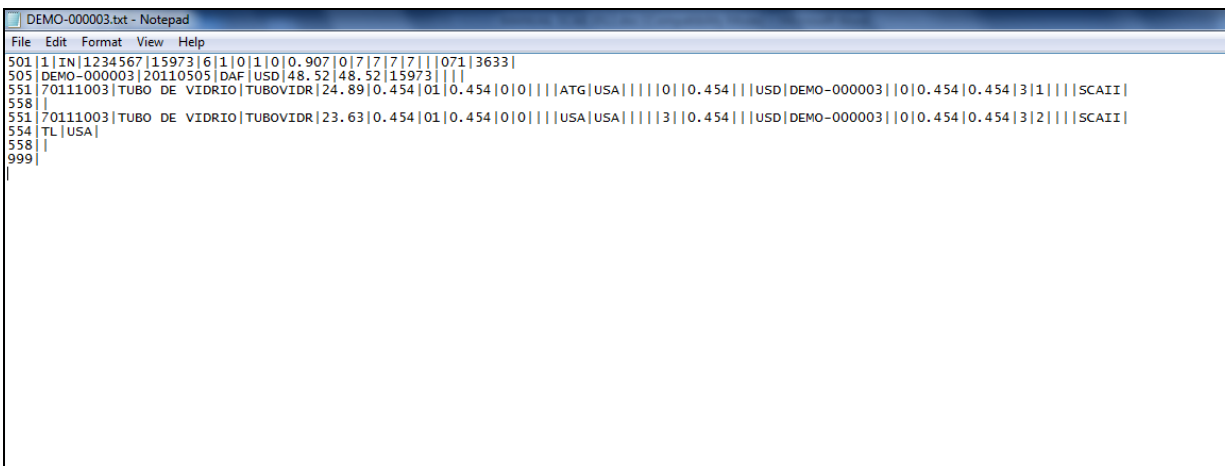 DEMO-000003.txt - Notepad
File Edit Format View Help
501|1|IN|1234567|15973|6|1|0|1|0|0.907|0|7|7|7|7|||071|3633|
505|DEMO-000003|20110505|DAF|USD|48.52|48.52|15973||||
551|70111003|TUBO DE VIDRIO|TUBOVIDR|24.89|0.454|01|0.454|0|0||||ATG|USA|||||0||0.454|||USD|DEMO-000003||0|0.454|0.454|3|1||||SCAII|
558||
551|70111003|TUBO DE VIDRIO|TUBOVIDR|23.63|0.454|01|0.454|0|0||||USA|USA|||||3||0.454|||USD|DEMO-000003||0|0.454|0.454|3|2||||SCAII|
554|TL|USA|
558||
999|